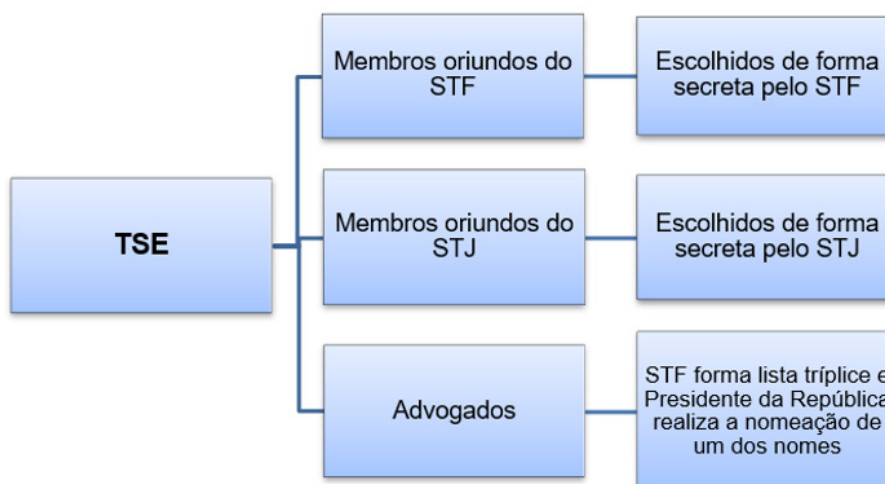 TSE
Membros oriundos do
STF
Escolhidos de forma
secreta pelo STF
Membros oriundos do
STJ
Escolhidos de forma
secreta pelo STJ
Advogados
STF forma lista tríplice e
Presidente da República
realiza a nomeação de
um dos nomes